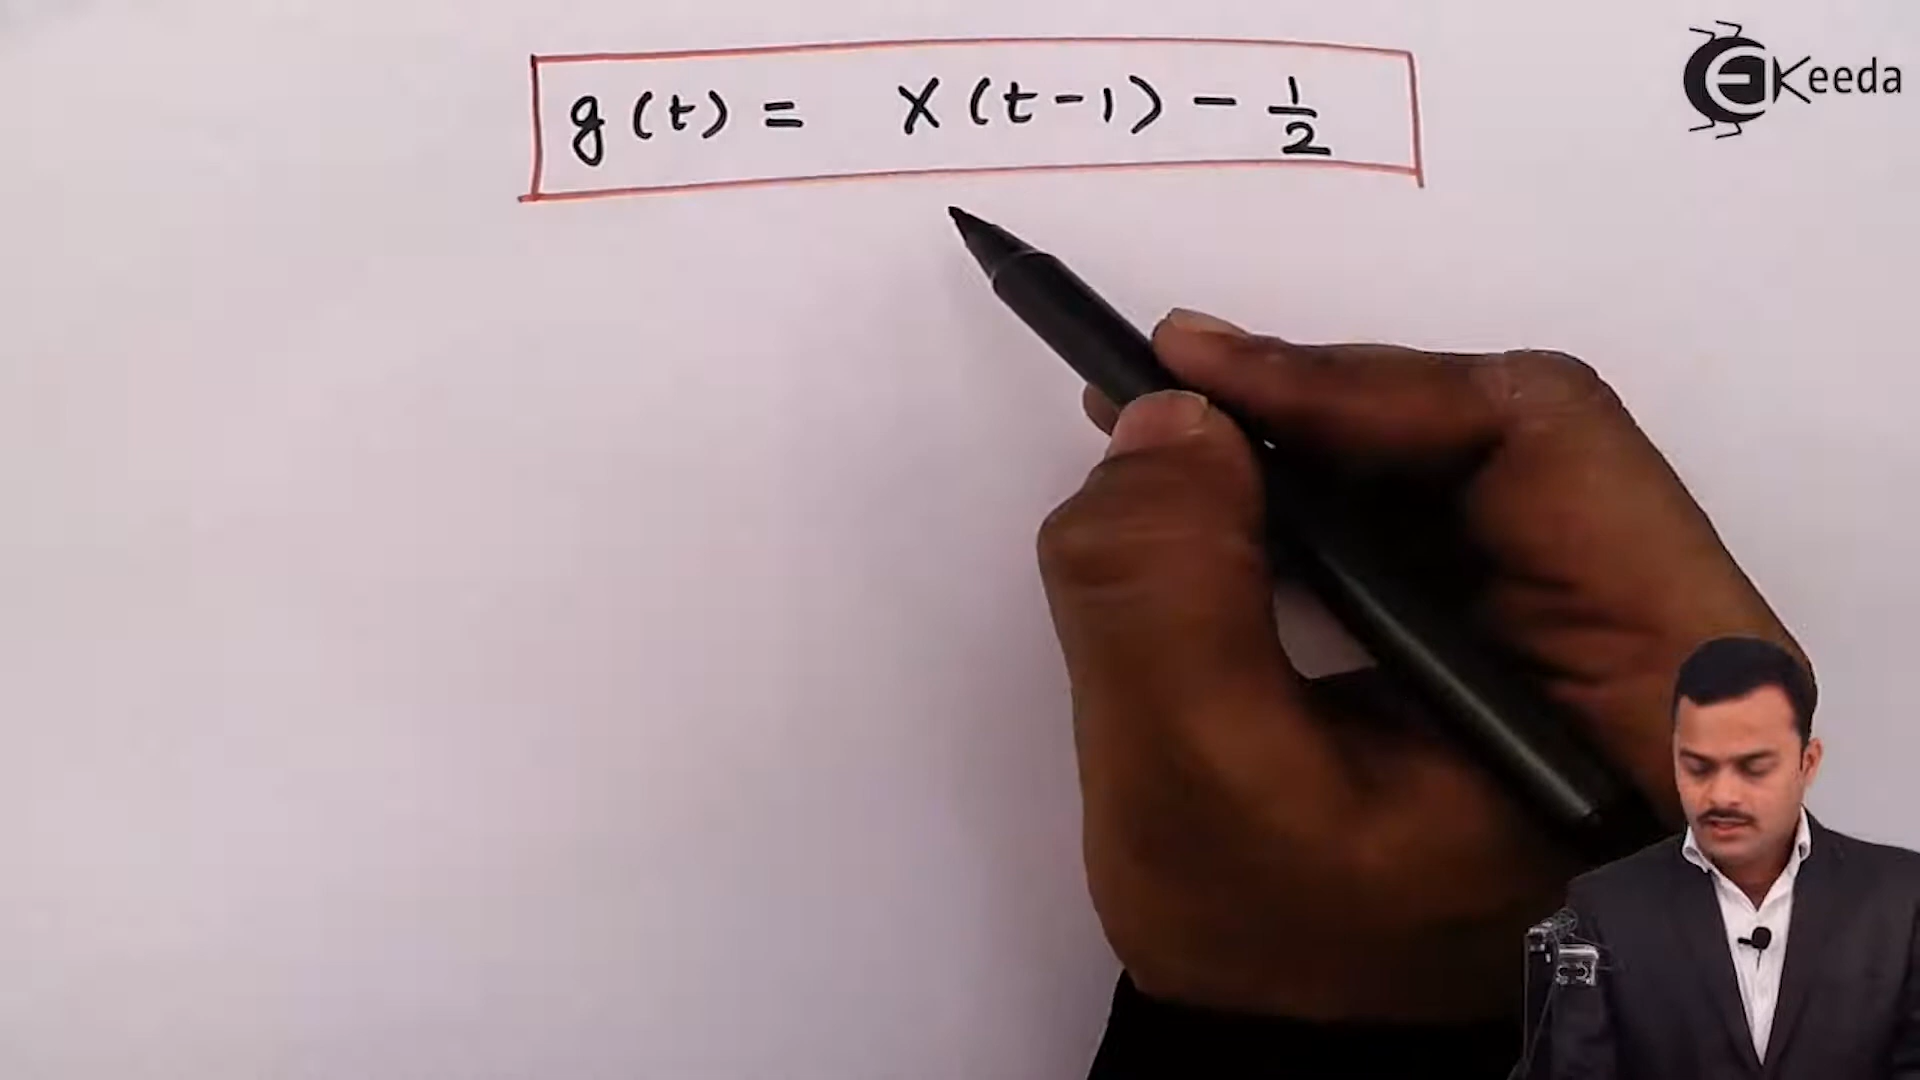 g(t) = x(t-1) - 1/2
EKeeda